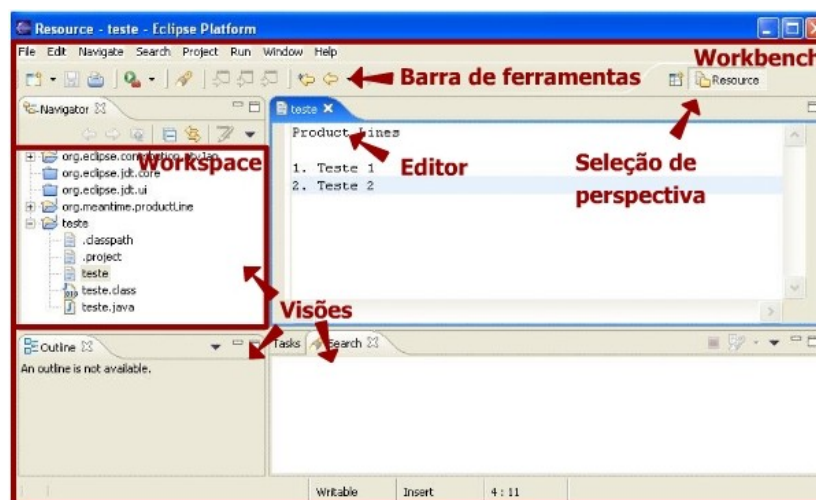 Resource - teste - Eclipse Platform
File Edit Navigate Search Project Run Window Help
Workbench
Barra de ferramentas
Resource
Navigator
teste
Product Lines
Workspace
Editor
Seleção de
perspectiva
org.eclipse.jdt.core
1. Teste 1
org.eclipse.jdt.ui
2. Teste 2
org.meantime.productLine
teste
.classpath
.project
teste
teste.class
teste.java
Visões
Outline
Tasks Search
An outline is not available.
Writable Insert 4 : 11